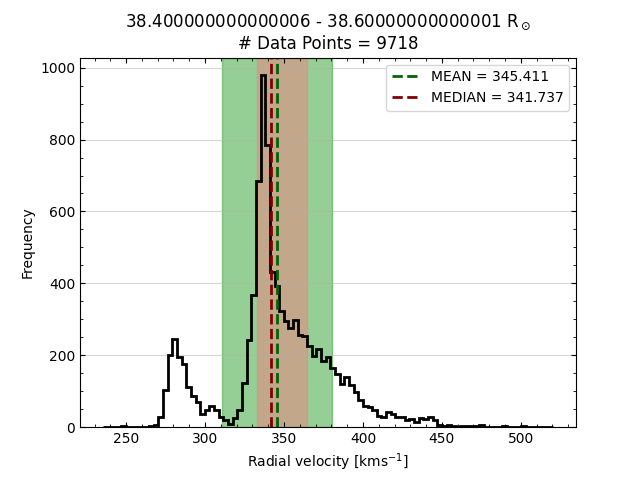 38.400000000000006 - 38.60000000000001 R⊙
# Data Points = 9718
MEAN = 345.411
MEDIAN = 341.737
1000
800
600
400
200
0
Frequency
250 300 350 400 450 500
Radial velocity [kms⁻¹]